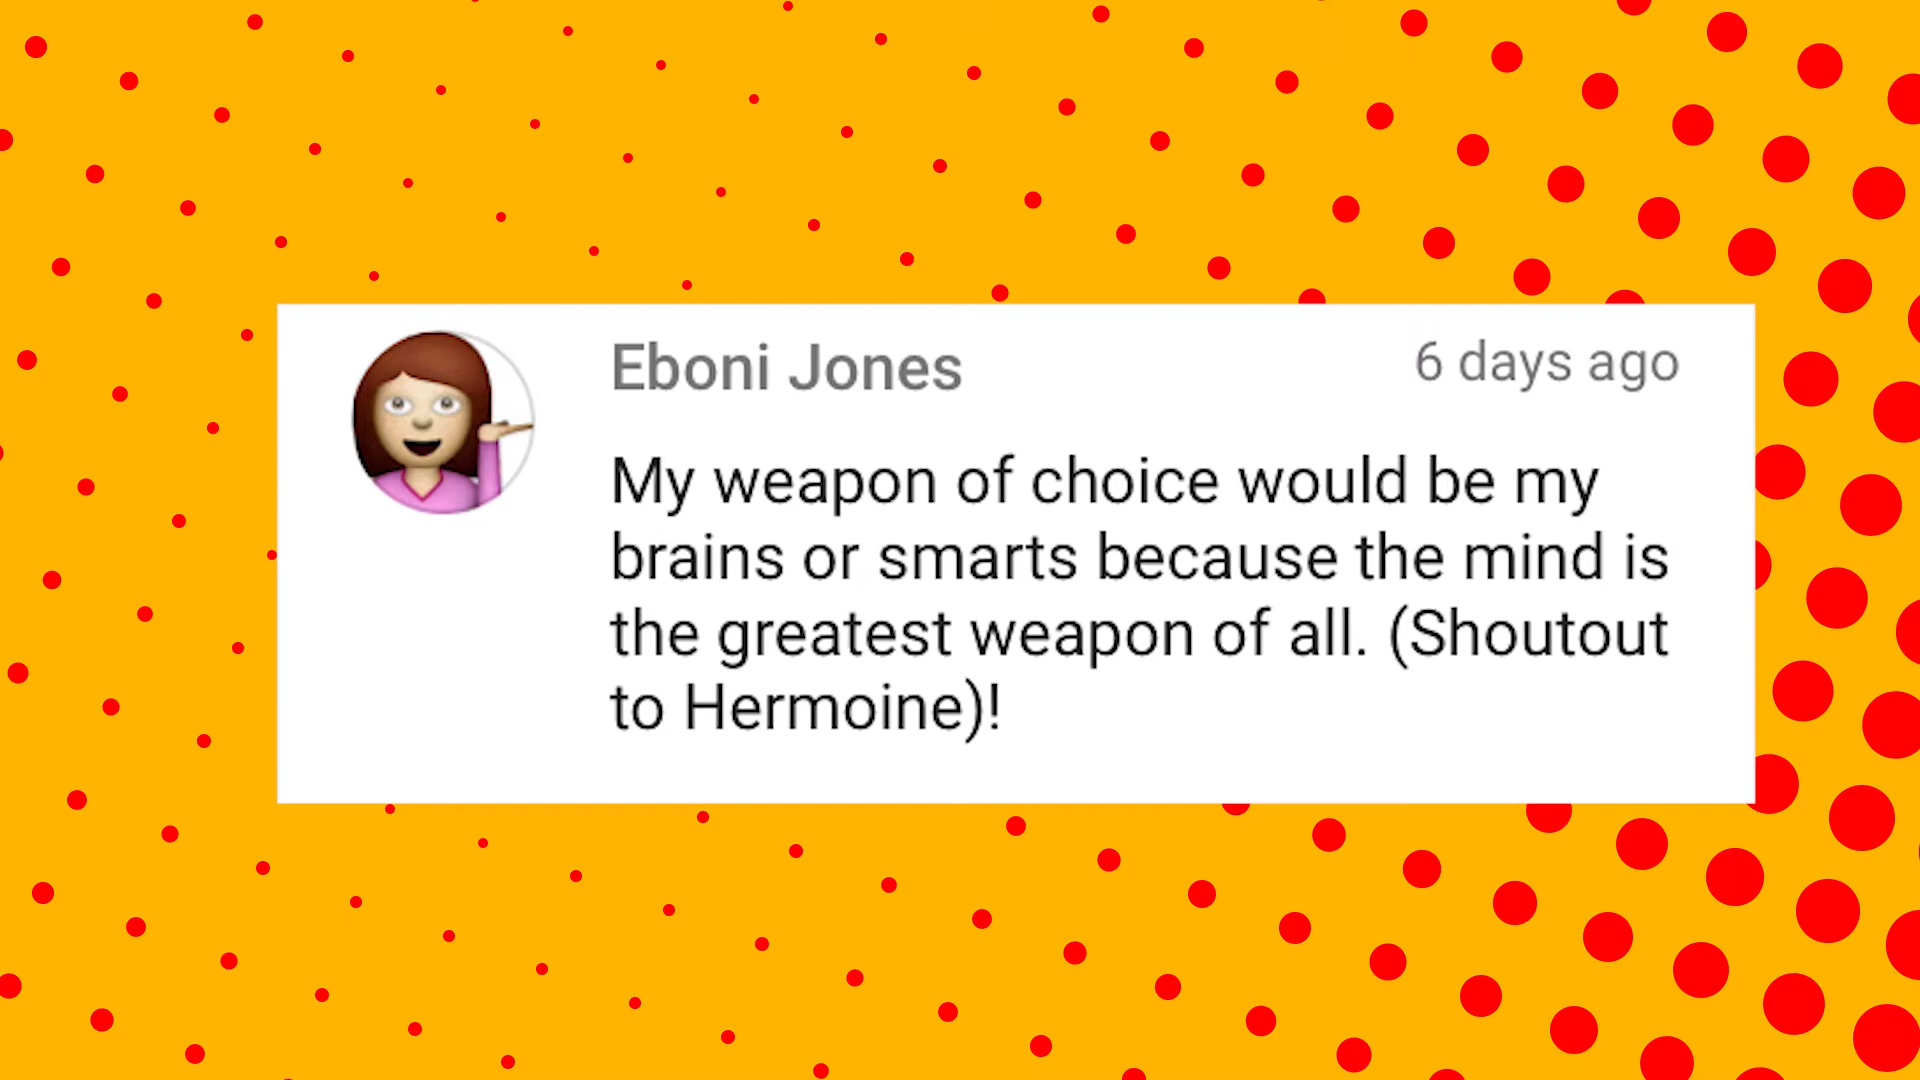 Eboni Jones
6 days ago
My weapon of choice would be my
brains or smarts because the mind is
the greatest weapon of all. (Shoutout
to Hermoine)!